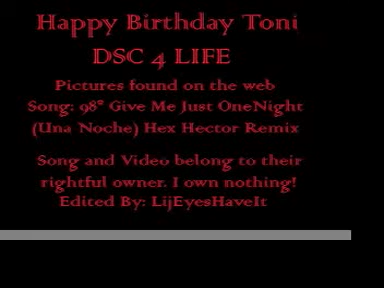 Happy Birthday Toni
DSC 4 LIFE
Pictures found on the web
Song: 98° Give Me Just OneNight
(Una Noche) Hex Hector Remix
Song and Video belong to their
rightful owner. I own nothing!
Edited By: LijEyesHaveIt